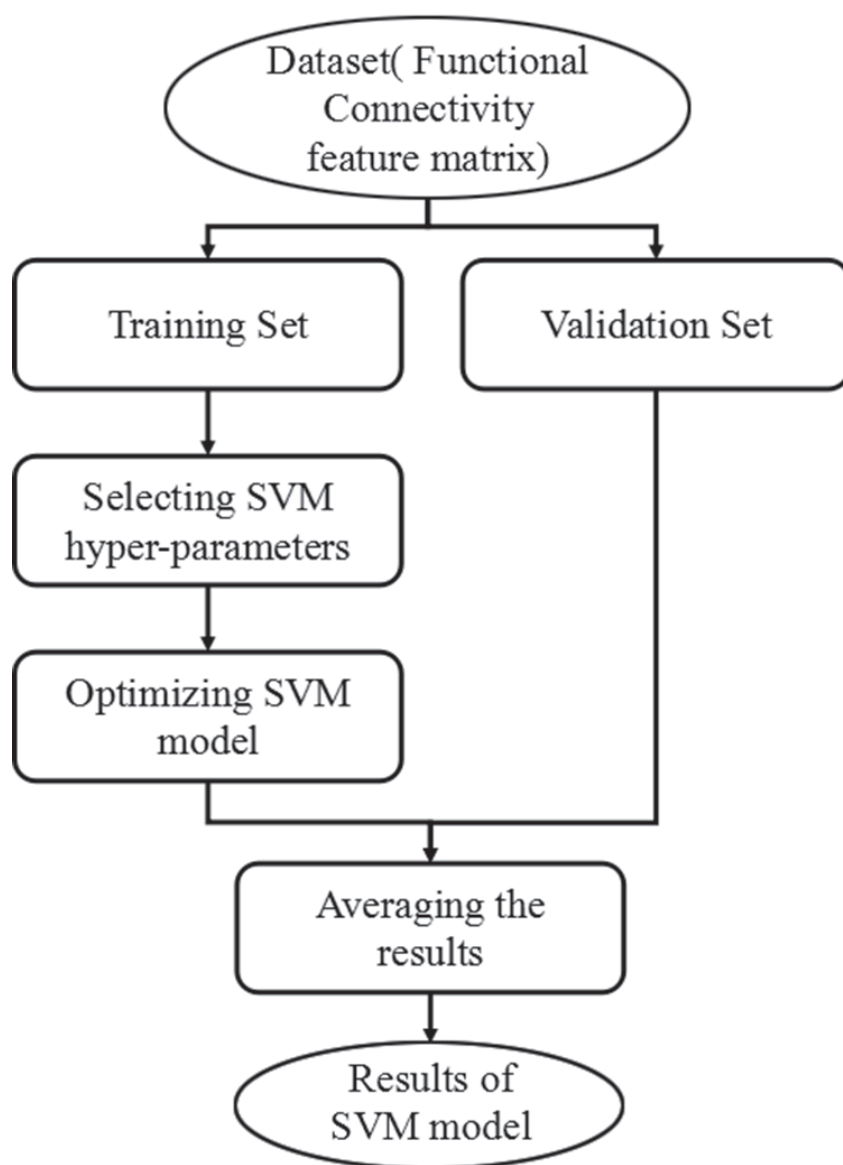 Dataset( Functional
Connectivity
feature matrix)
Training Set
Validation Set
Selecting SVM
hyper-parameters
Optimizing SVM
model
Averaging the
results
Results of
SVM model